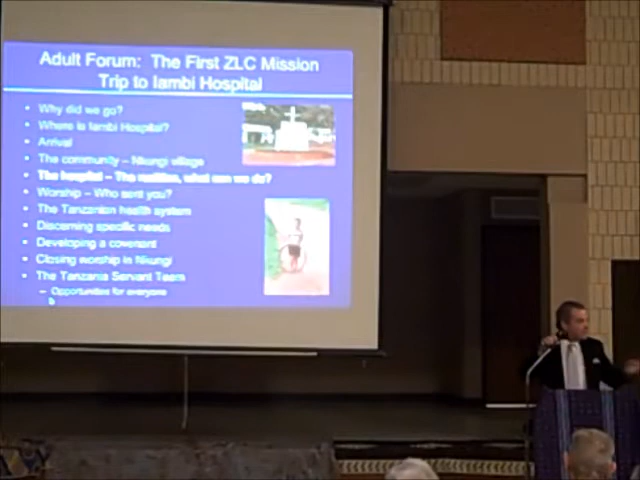 Adult Forum: The First ZLC Mission
Trip to Iambi Hospital
• Why did we go?
• Where is Iambi Hospital?
• Arrival
• The community – Nkungi village
• The hospital – The realities, what can we do?
• Worship – Who sent you?
• The Tanzanian health system
• Discerning specific needs
• Developing a covenant
• Closing worship in Nkungi
• The Tanzania Servant Team
– Opportunities for everyone